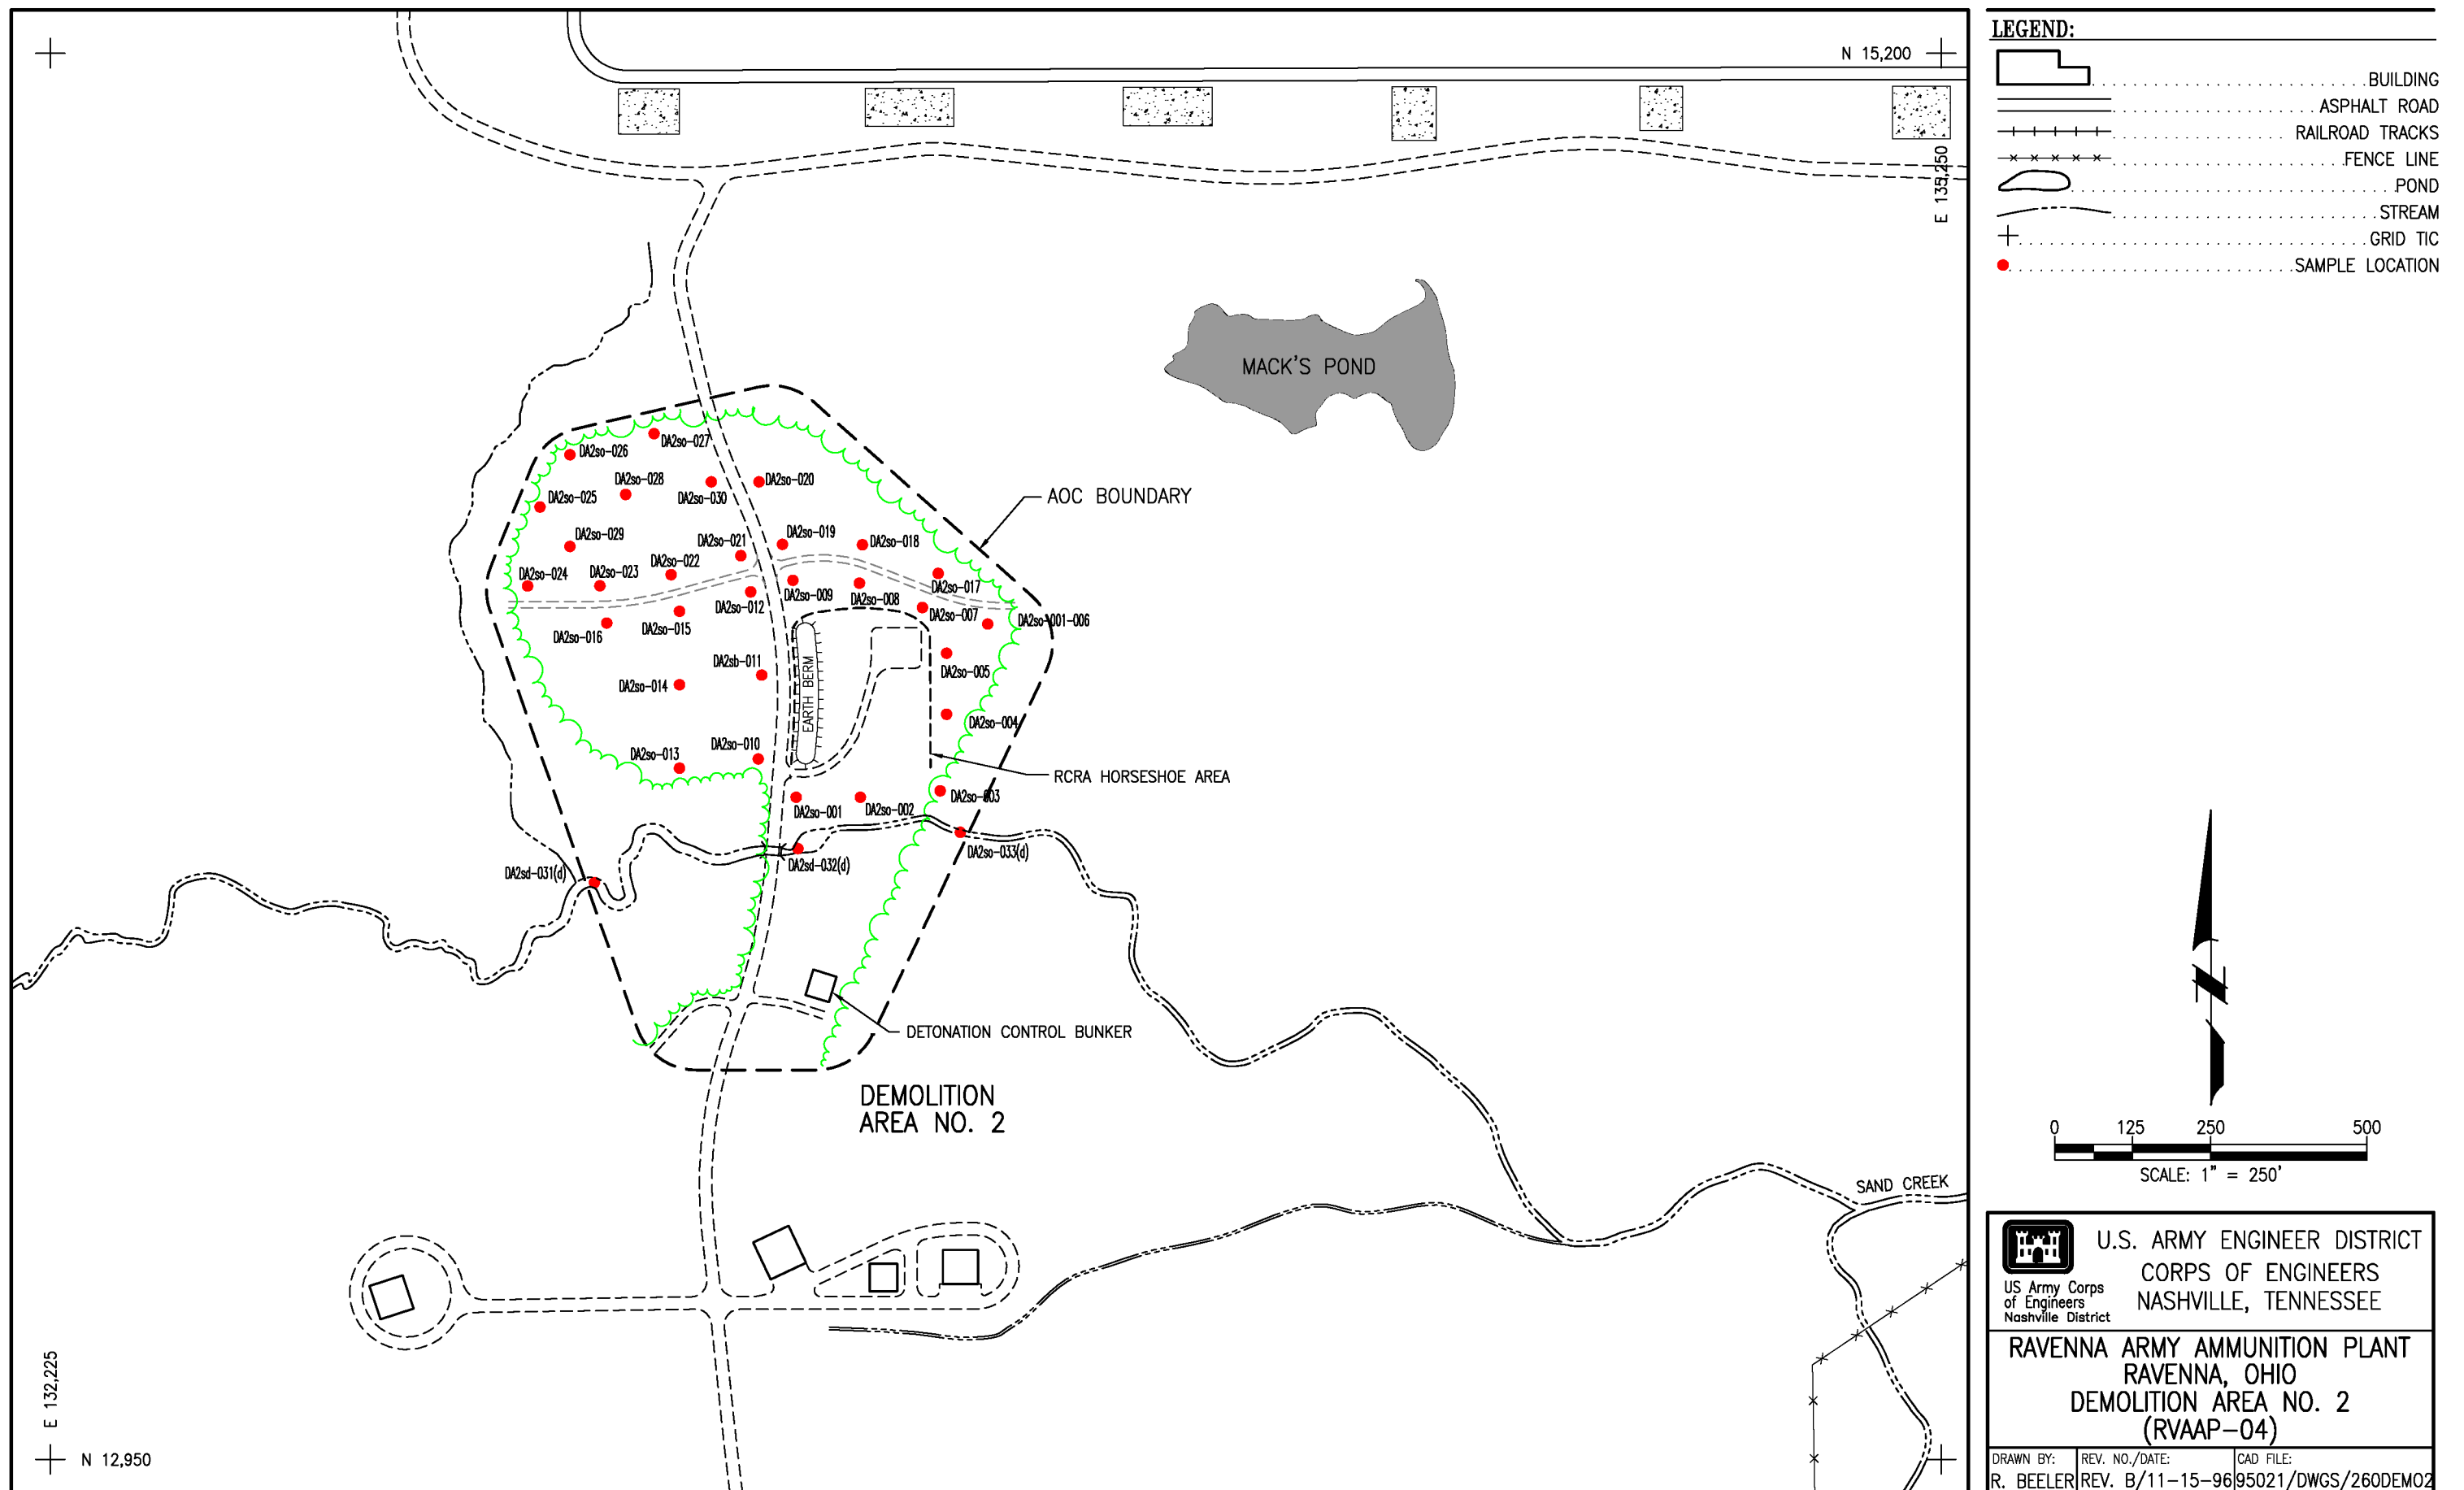 N 15,200
E 135,250
MACK'S POND
DA2so-027
DA2so-026
DA2so-028
DA2so-020
DA2so-030
DA2so-025
AOC BOUNDARY
DA2so-029
DA2so-021
DA2so-019
DA2so-018
DA2so-022
DA2so-024
DA2so-023
DA2so-017
DA2so-012
DA2so-009
DA2so-008
DA2so-007
DA2so-001-006
DA2so-016
DA2so-015
DA2sb-011
DA2so-005
DA2so-014
EARTH BERM
DA2so-004
DA2so-013
DA2so-010
RCRA HORSESHOE AREA
DA2so-001
DA2so-002
DA2so-003
DA2sd-031(d)
DA2sd-032(d)
DA2so-033(d)
DETONATION CONTROL BUNKER
DEMOLITION
AREA NO. 2
SAND CREEK
E 132,225
N 12,950
LEGEND:
BUILDING
ASPHALT ROAD
RAILROAD TRACKS
FENCE LINE
POND
STREAM
GRID TIC
SAMPLE LOCATION
N
0 125 250 500
SCALE: 1" = 250'
US Army Corps
of Engineers
Nashville District
U.S. ARMY ENGINEER DISTRICT
CORPS OF ENGINEERS
NASHVILLE, TENNESSEE
RAVENNA ARMY AMMUNITION PLANT
RAVENNA, OHIO
DEMOLITION AREA NO. 2
(RVAAP-04)
DRAWN BY:
R. BEELER
REV. NO./DATE:
REV. B/11-15-96
CAD FILE:
95021/DWGS/260DEMO2